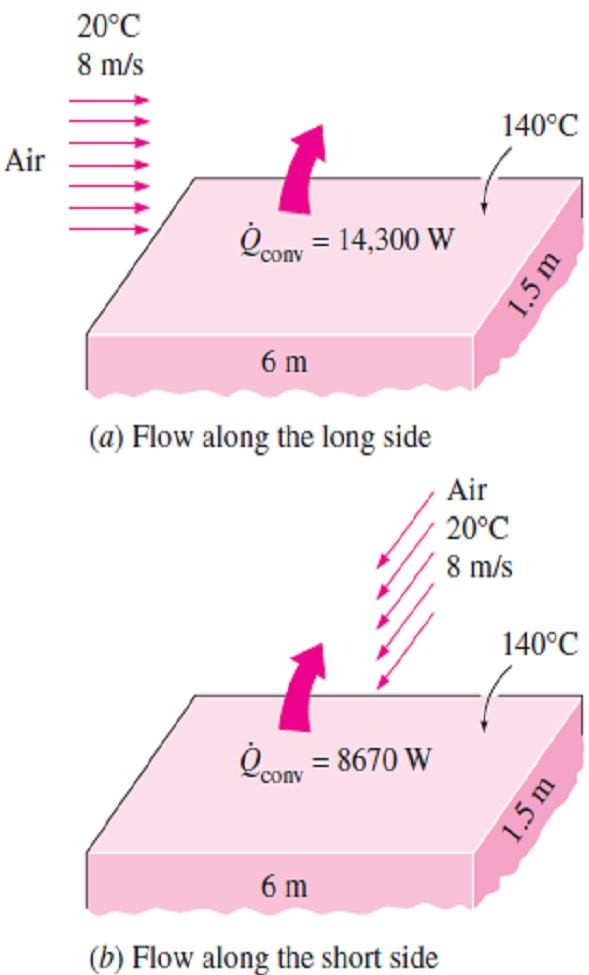 20°C
8 m/s
Air
140°C
Q̇conv = 14,300 W
1.5 m
6 m
(a) Flow along the long side
Air
20°C
8 m/s
140°C
Q̇conv = 8670 W
1.5 m
6 m
(b) Flow along the short side